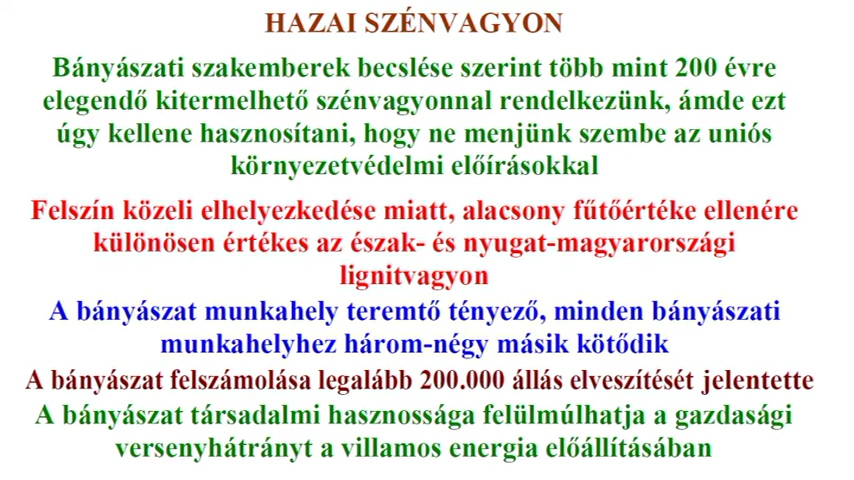 HAZAI SZÉNVAGYON
Bányászati szakemberek becslése szerint több mint 200 évre
elegendő kitermelhető szénvagyonnal rendelkezünk, ámde ezt
úgy kellene hasznosítani, hogy ne menjünk szembe az uniós
környezetvédelmi előírásokkal
Felszín közeli elhelyezkedése miatt, alacsony fűtőértéke ellenére
különösen értékes az észak- és nyugat-magyarországi
lignitvagyon
A bányászat munkahely teremtő tényező, minden bányászati
munkahelyhez három-négy másik kötődik
A bányászat felszámolása legalább 200.000 állás elveszítését jelentette
A bányászat társadalmi hasznossága felülmúlhatja a gazdasági
versenyhátrányt a villamos energia előállításában